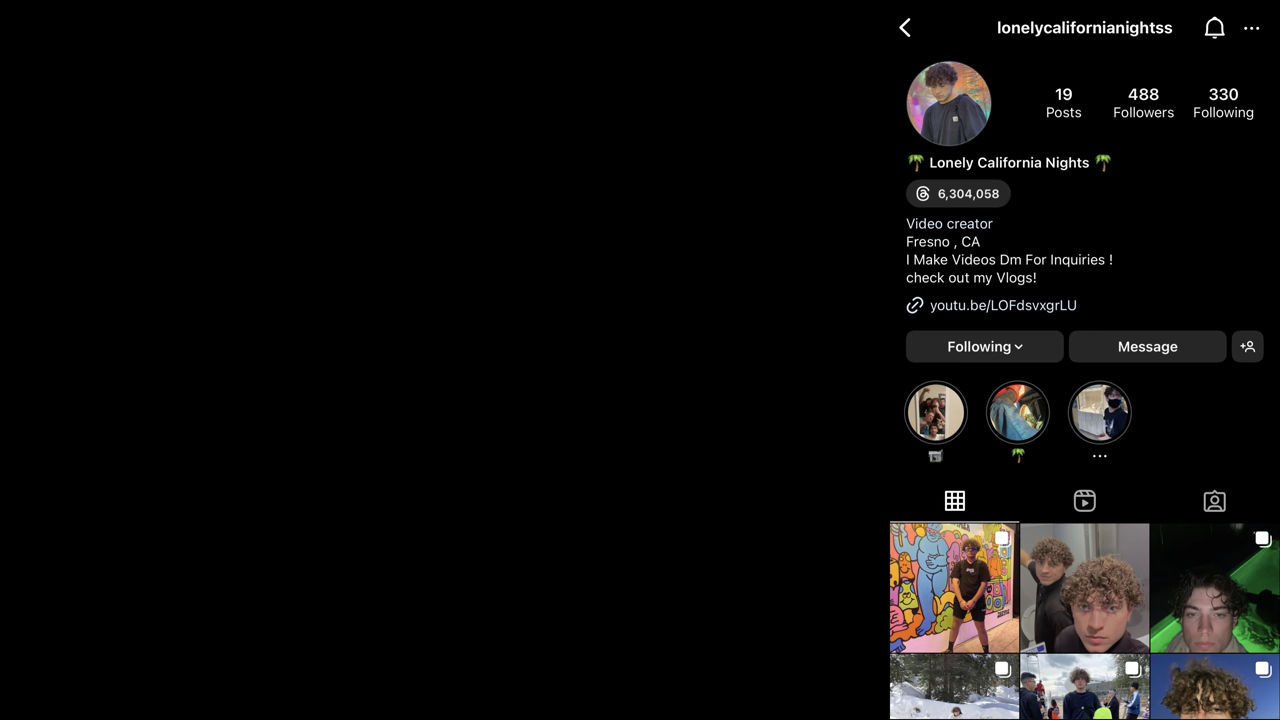 lonelycalifornianightss
19
488
330
Posts
Followers
Following
🌴 Lonely California Nights 🌴
6,304,058
Video creator
Fresno , CA
I Make Videos Dm For Inquiries !
check out my Vlogs!
youtu.be/LOFdsvxgrLU
Following
Message